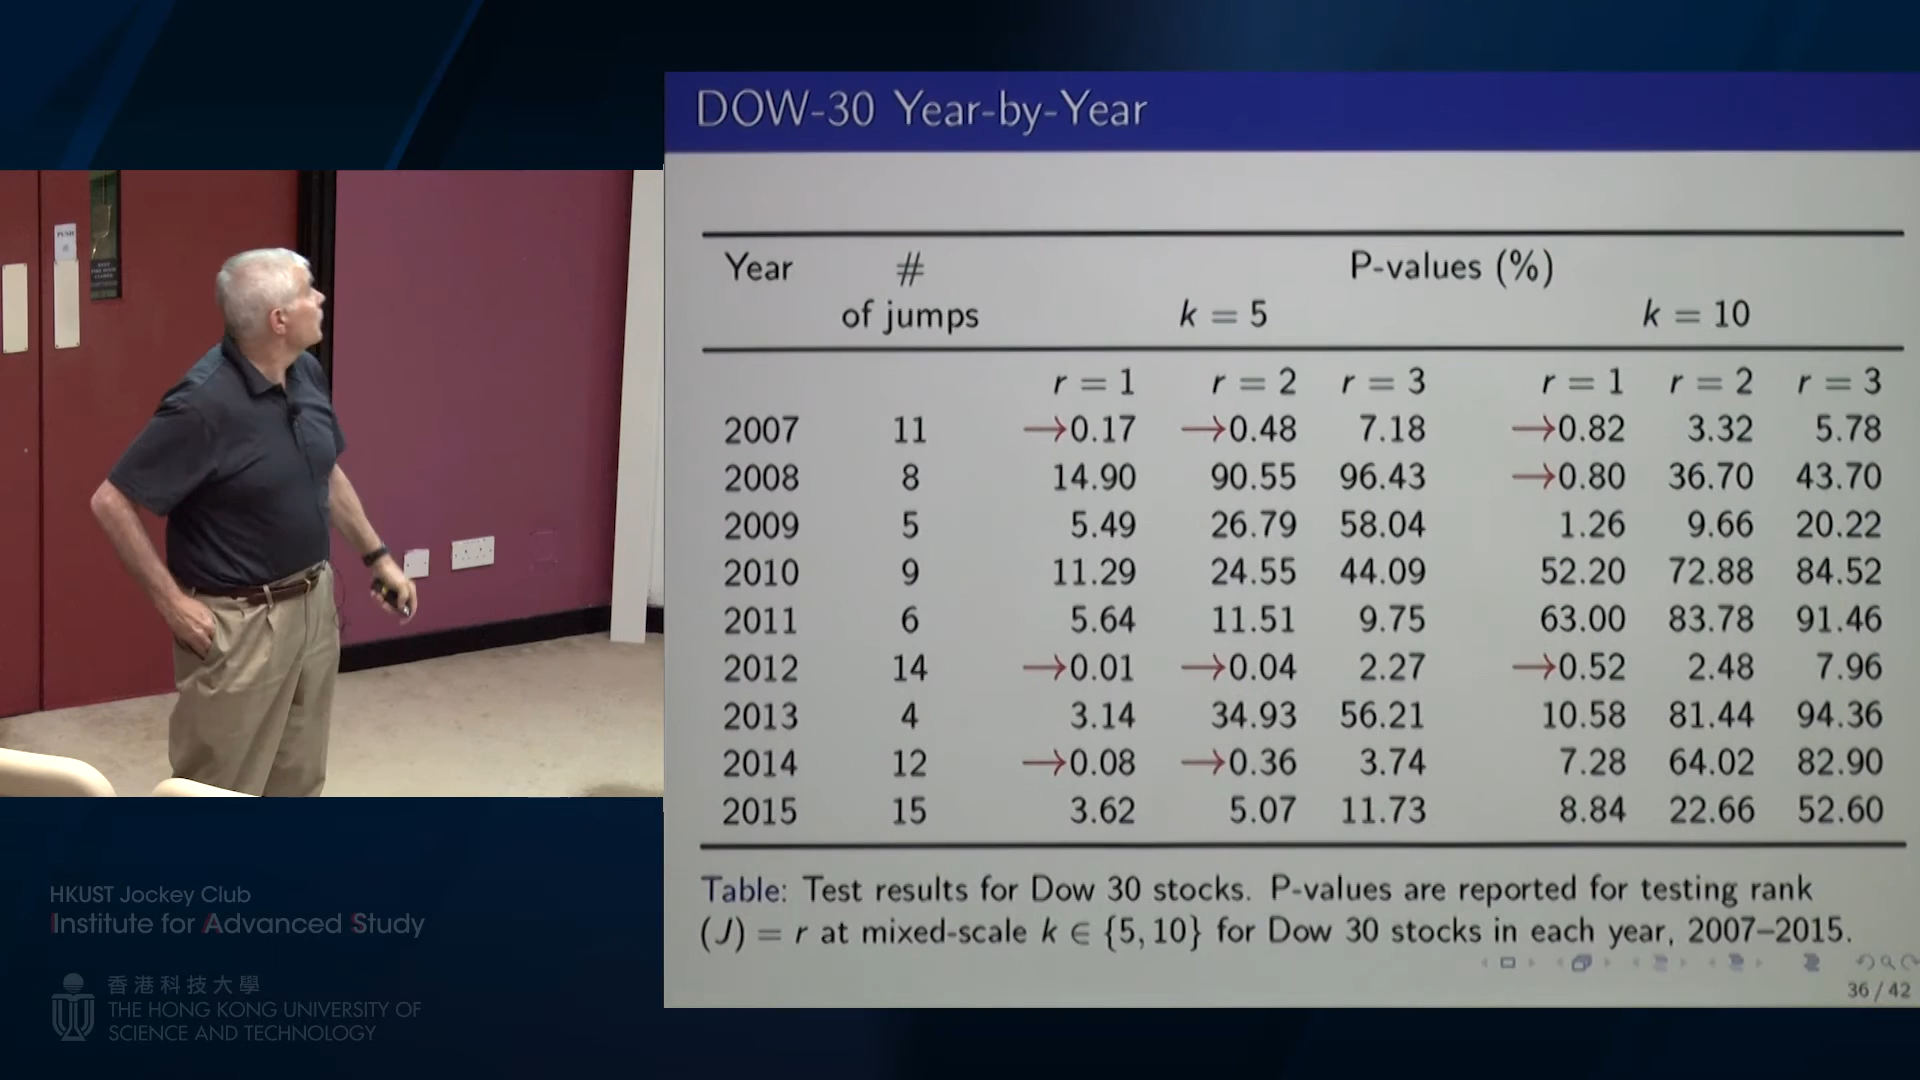 DOW-30 Year-by-Year
Year # P-values (%)
of jumps k = 5 k = 10
r = 1 r = 2 r = 3 r = 1 r = 2 r = 3
2007 11 →0.17 →0.48 7.18 →0.82 3.32 5.78
2008 8 14.90 90.55 96.43 →0.80 36.70 43.70
2009 5 5.49 26.79 58.04 1.26 9.66 20.22
2010 9 11.29 24.55 44.09 52.20 72.88 84.52
2011 6 5.64 11.51 9.75 63.00 83.78 91.46
2012 14 →0.01 →0.04 2.27 →0.52 2.48 7.96
2013 4 3.14 34.93 56.21 10.58 81.44 94.36
2014 12 →0.08 →0.36 3.74 7.28 64.02 82.90
2015 15 3.62 5.07 11.73 8.84 22.66 52.60
Table: Test results for Dow 30 stocks. P-values are reported for testing rank
(J) = r at mixed-scale k ∈ {5, 10} for Dow 30 stocks in each year, 2007–2015.
36 / 42
PUSH
HKUST Jockey Club
Institute for Advanced Study
香港科技大學
THE HONG KONG UNIVERSITY OF
SCIENCE AND TECHNOLOGY